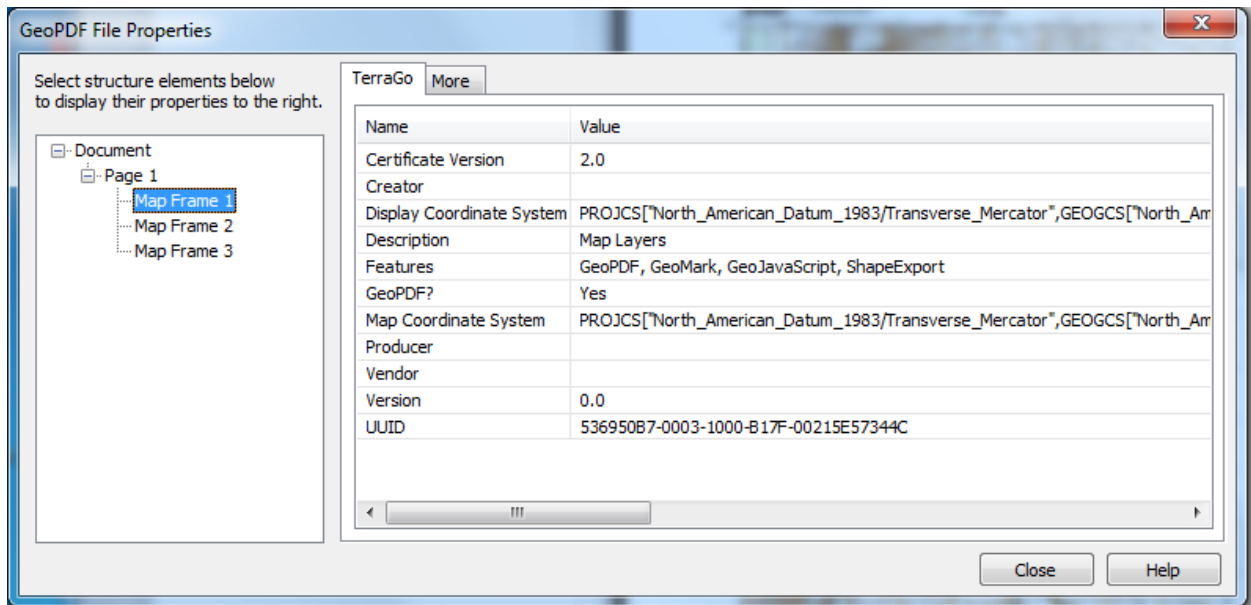 GeoPDF File Properties
Select structure elements below
to display their properties to the right.
Document
Page 1
Map Frame 1
Map Frame 2
Map Frame 3
TerraGo More
Name Value
Certificate Version 2.0
Creator
Display Coordinate System PROJCS["North_American_Datum_1983/Transverse_Mercator",GEOGCS["North_Am
Description Map Layers
Features GeoPDF, GeoMark, GeoJavaScript, ShapeExport
GeoPDF? Yes
Map Coordinate System PROJCS["North_American_Datum_1983/Transverse_Mercator",GEOGCS["North_Am
Producer
Vendor
Version 0.0
UUID 536950B7-0003-1000-B17F-00215E57344C
Close Help